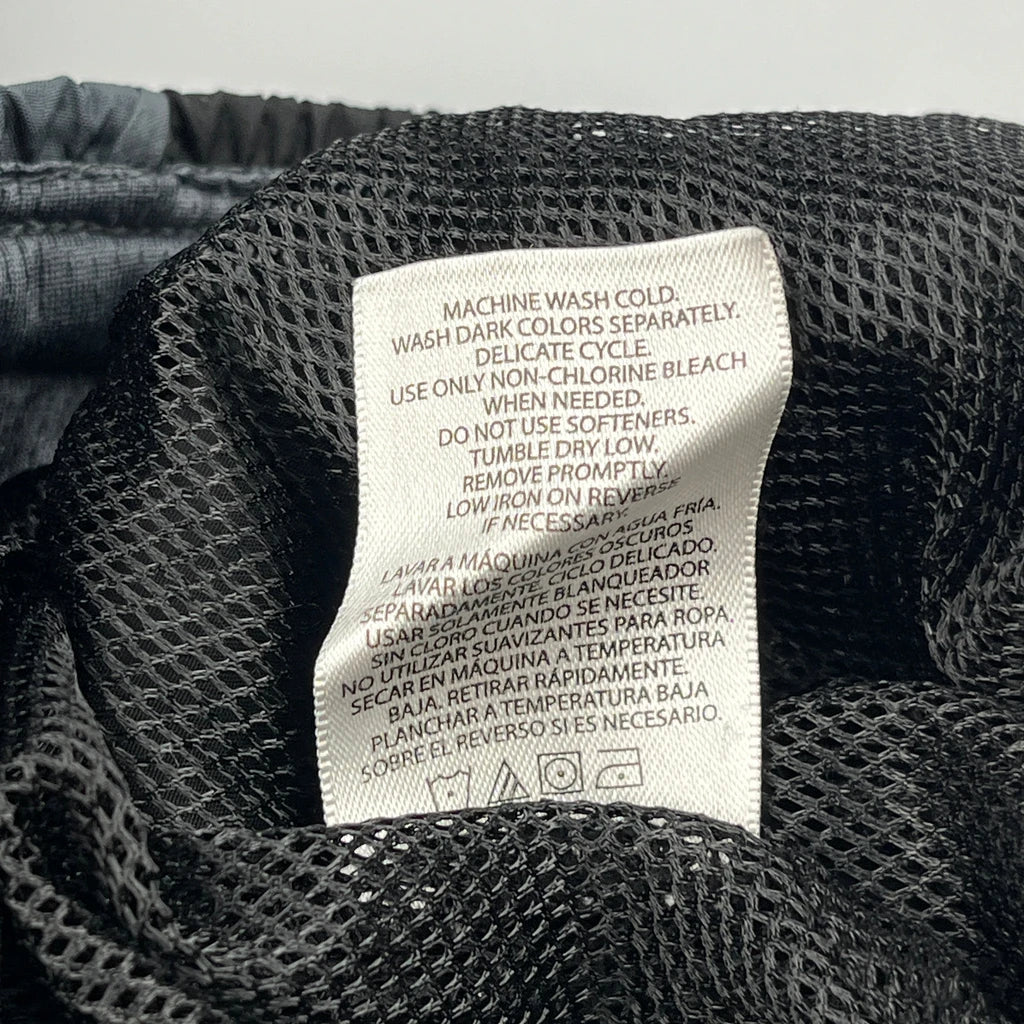 MACHINE WASH COLD.
WASH DARK COLORS SEPARATELY.
DELICATE CYCLE.
USE ONLY NON-CHLORINE BLEACH
WHEN NEEDED.
DO NOT USE SOFTENERS.
TUMBLE DRY LOW.
REMOVE PROMPTLY.
LOW IRON ON REVERSE
IF NECESSARY.
LAVAR A MÁQUINA CON AGUA FRÍA.
LAVAR LOS COLORES OSCUROS
SEPARADAMENTE CICLO DELICADO.
USAR SOLAMENTE BLANQUEADOR
SIN CLORO CUANDO SE NECESITE.
NO UTILIZAR SUAVIZANTES PARA ROPA.
SECAR EN MÁQUINA A TEMPERATURA
BAJA. RETIRAR RÁPIDAMENTE.
PLANCHAR A TEMPERATURA BAJA
SOBRE EL REVERSO SI ES NECESARIO.